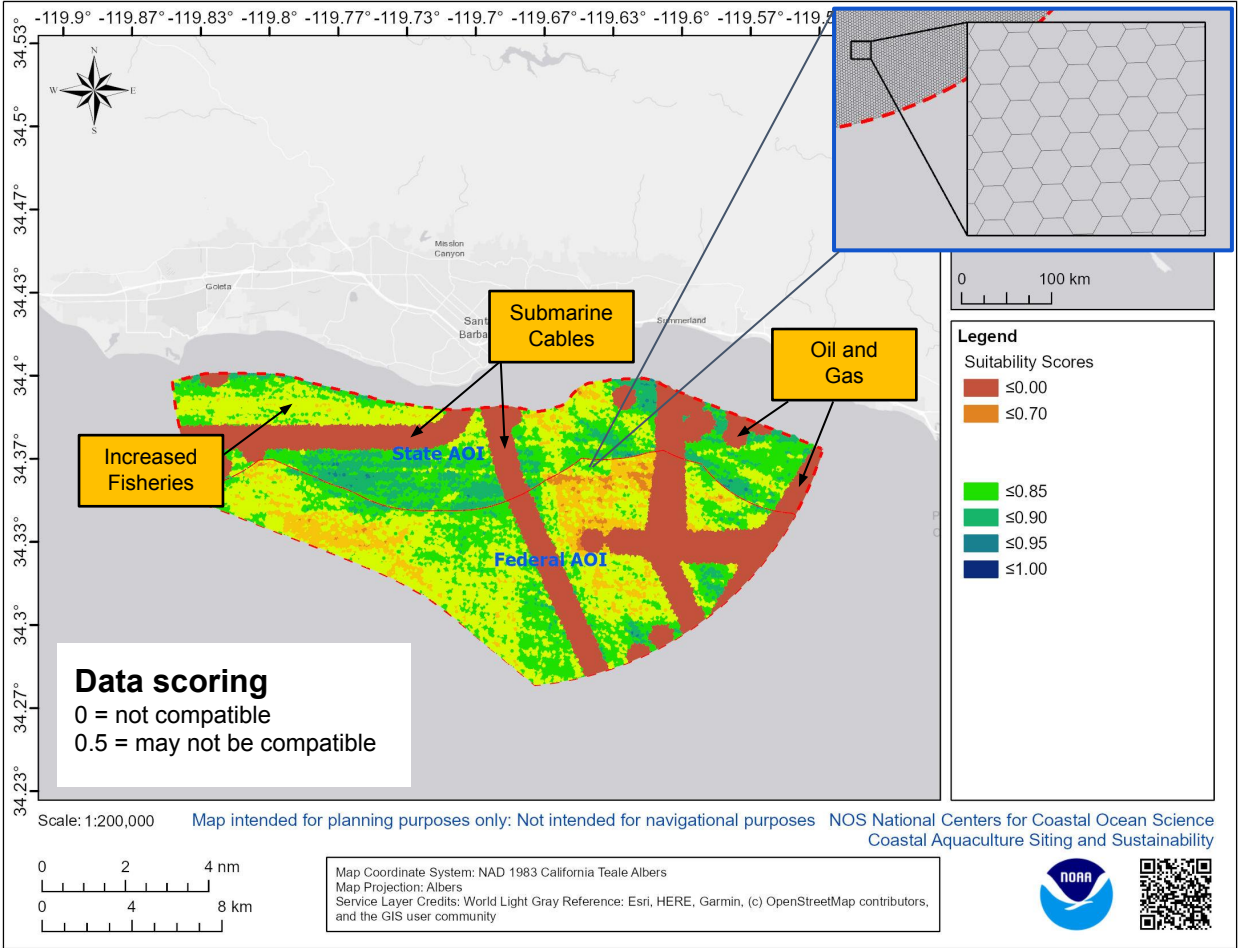 -119.9° -119.87° -119.83° -119.8° -119.77° -119.73° -119.7° -119.67° -119.63° -119.6° -119.57°
34.53°
34.5°
34.47°
34.43°
34.4°
34.37°
34.33°
34.3°
34.27°
34.23°
N
W E
S
Mission
Canyon
Goleta
Summerland
Submarine
Cables
Oil and
Gas
Increased
Fisheries
State AOI
Federal AOI
0 100 km
Legend
Suitability Scores
≤0.00
≤0.70
≤0.85
≤0.90
≤0.95
≤1.00
Data scoring
0 = not compatible
0.5 = may not be compatible
Scale: 1:200,000
Map intended for planning purposes only: Not intended for navigational purposes
NOS National Centers for Coastal Ocean Science
Coastal Aquaculture Siting and Sustainability
0 2 4 nm
0 4 8 km
Map Coordinate System: NAD 1983 California Teale Albers
Map Projection: Albers
Service Layer Credits: World Light Gray Reference: Esri, HERE, Garmin, (c) OpenStreetMap contributors,
and the GIS user community
NOAA